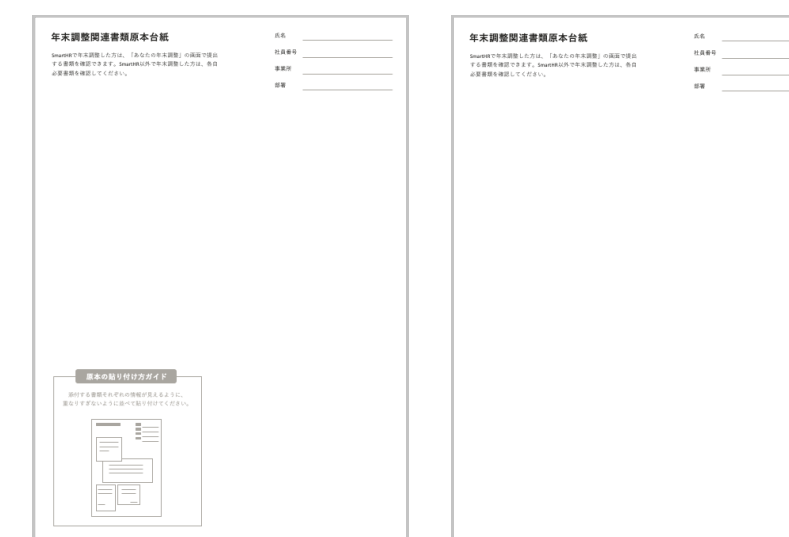 年末調整関連書類原本台紙
SmartHRで年末調整した方は、「あなたの年末調整」の画面で提出
する書類を確認できます。SmartHR以外で年末調整した方は、各自
必要書類を確認してください。
氏名
社員番号
事業所
部署
原本の貼り付け方ガイド
添付する書類それぞれの情報が見えるように、
重なりすぎないように並べて貼り付けてください。
年末調整関連書類原本台紙
SmartHRで年末調整した方は、「あなたの年末調整」の画面で提出
する書類を確認できます。SmartHR以外で年末調整した方は、各自
必要書類を確認してください。
氏名
社員番号
事業所
部署